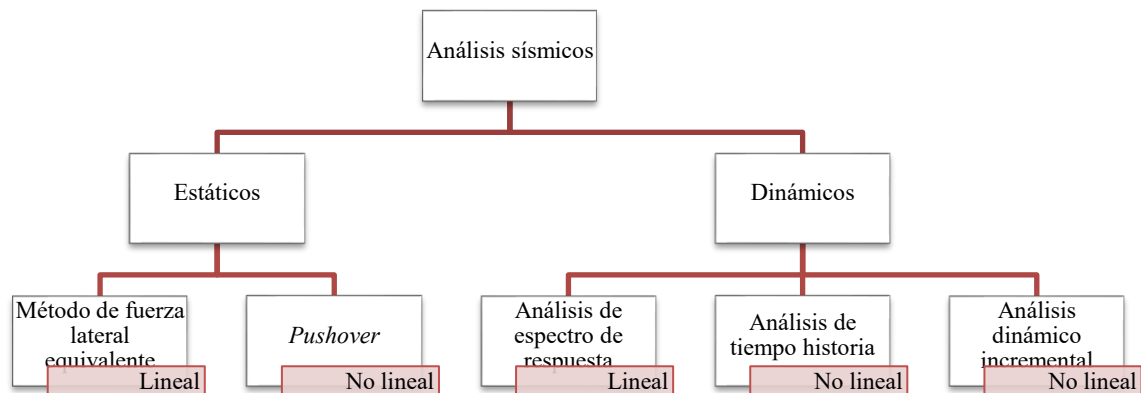 Análisis sísmicos
Estáticos
Dinámicos
Método de fuerza
lateral
equivalente
Lineal
Pushover
No lineal
Análisis de
espectro de
respuesta
Lineal
Análisis de
tiempo historia
No lineal
Análisis
dinámico
incremental
No lineal